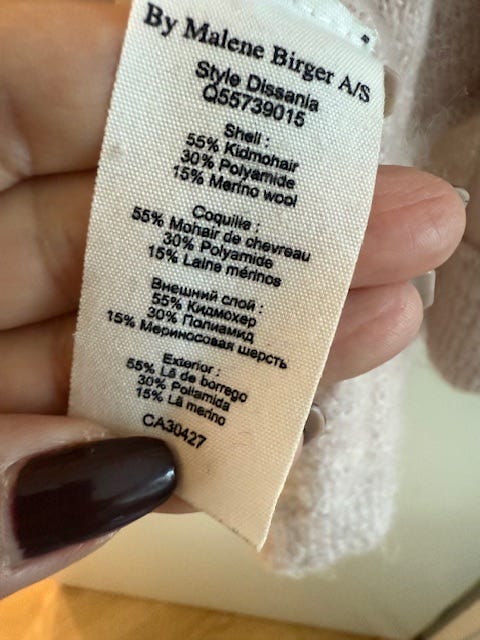 By Malene Birger A/S
Style Dissania
Q55739015
Shell :
55% Kidmohair
30% Polyamide
15% Merino wool
Coquille :
55% Mohair de chevreau
30% Polyamide
15% Laine mérinos
Внешний слой :
55% Кидмохер
30% Полиамид
15% Мериносовая шерсть
Exterior :
55% Lã de borrego
30% Poliamida
15% Lã merino
CA30427